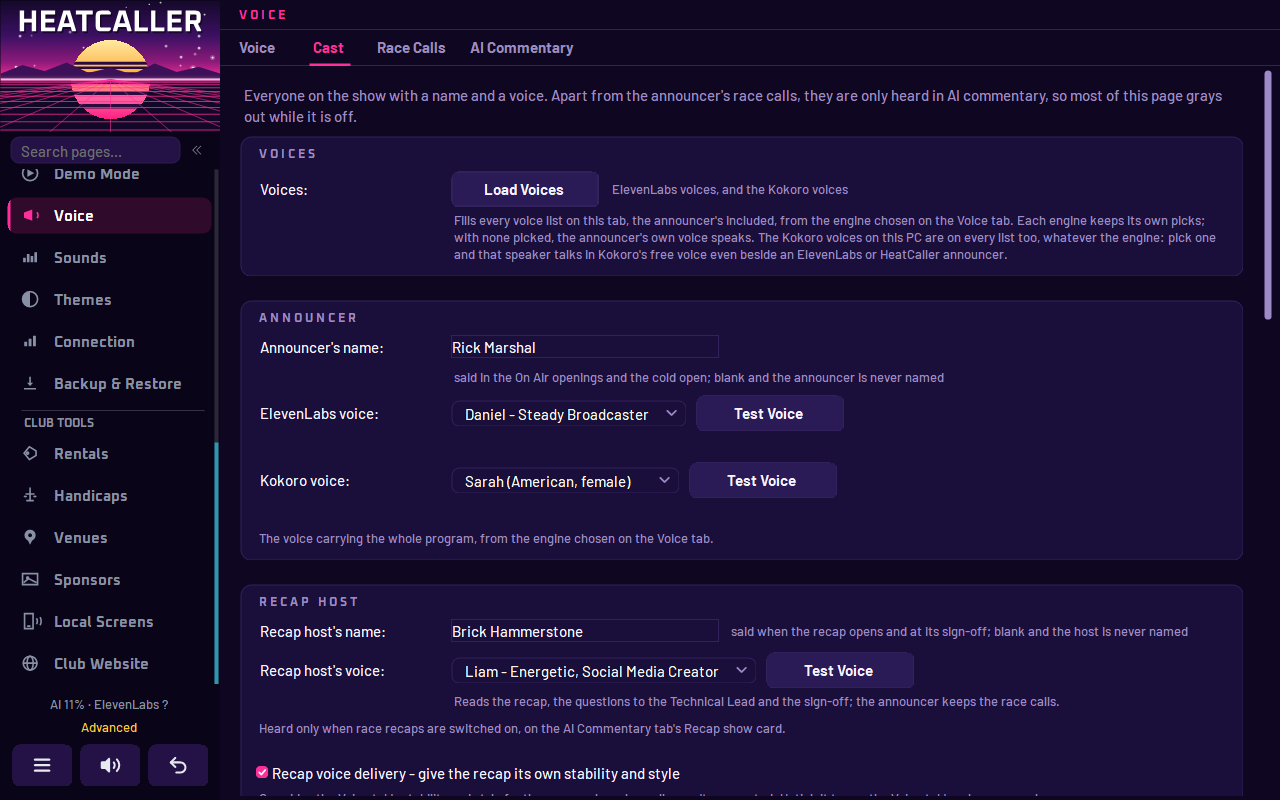 HEATCALLER
Search pages...
Demo Mode
Voice
Sounds
Themes
Connection
Backup & Restore
CLUB TOOLS
Rentals
Handicaps
Venues
Sponsors
Local Screens
Club Website
AI 11% · ElevenLabs ?
Advanced
VOICE
Voice
Cast
Race Calls
AI Commentary
Everyone on the show with a name and a voice. Apart from the announcer's race calls, they are only heard in AI commentary, so most of this page grays
out while it is off.
VOICES
Voices:
Load Voices
ElevenLabs voices, and the Kokoro voices
Fills every voice list on this tab, the announcer's included, from the engine chosen on the Voice tab. Each engine keeps its own picks;
with none picked, the announcer's own voice speaks. The Kokoro voices on this PC are on every list too, whatever the engine: pick one
and that speaker talks in Kokoro's free voice even beside an ElevenLabs or HeatCaller announcer.
ANNOUNCER
Announcer's name:
Rick Marshal
said in the On Air openings and the cold open; blank and the announcer is never named
ElevenLabs voice:
Daniel - Steady Broadcaster
Test Voice
Kokoro voice:
Sarah (American, female)
Test Voice
The voice carrying the whole program, from the engine chosen on the Voice tab.
RECAP HOST
Recap host's name:
Brick Hammerstone
said when the recap opens and at its sign-off; blank and the host is never named
Recap host's voice:
Liam - Energetic, Social Media Creator
Test Voice
Reads the recap, the questions to the Technical Lead and the sign-off; the announcer keeps the race calls.
Heard only when race recaps are switched on, on the AI Commentary tab's Recap show card.
Recap voice delivery - give the recap its own stability and style